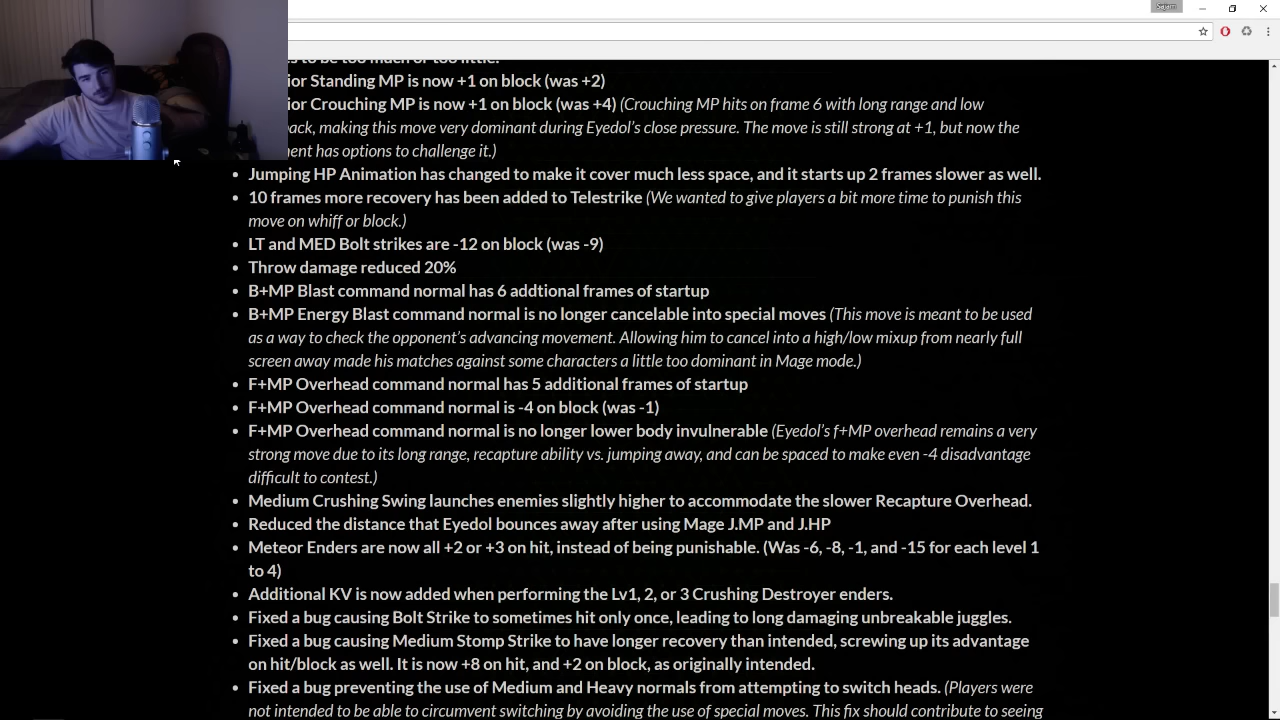 Sajam
s to be too much or too little.
ior Standing MP is now +1 on block (was +2)
ior Crouching MP is now +1 on block (was +4) (Crouching MP hits on frame 6 with long range and low
ack, making this move very dominant during Eyedol's close pressure. The move is still strong at +1, but now the
nent has options to challenge it.)
• Jumping HP Animation has changed to make it cover much less space, and it starts up 2 frames slower as well.
• 10 frames more recovery has been added to Telestrike (We wanted to give players a bit more time to punish this
move on whiff or block.)
• LT and MED Bolt strikes are -12 on block (was -9)
• Throw damage reduced 20%
• B+MP Blast command normal has 6 addtional frames of startup
• B+MP Energy Blast command normal is no longer cancelable into special moves (This move is meant to be used
as a way to check the opponent's advancing movement. Allowing him to cancel into a high/low mixup from nearly full
screen away made his matches against some characters a little too dominant in Mage mode.)
• F+MP Overhead command normal has 5 additional frames of startup
• F+MP Overhead command normal is -4 on block (was -1)
• F+MP Overhead command normal is no longer lower body invulnerable (Eyedol's f+MP overhead remains a very
strong move due to its long range, recapture ability vs. jumping away, and can be spaced to make even -4 disadvantage
difficult to contest.)
• Medium Crushing Swing launches enemies slightly higher to accommodate the slower Recapture Overhead.
• Reduced the distance that Eyedol bounces away after using Mage J.MP and J.HP
• Meteor Enders are now all +2 or +3 on hit, instead of being punishable. (Was -6, -8, -1, and -15 for each level 1
to 4)
• Additional KV is now added when performing the Lv1, 2, or 3 Crushing Destroyer enders.
• Fixed a bug causing Bolt Strike to sometimes hit only once, leading to long damaging unbreakable juggles.
• Fixed a bug causing Medium Stomp Strike to have longer recovery than intended, screwing up its advantage
on hit/block as well. It is now +8 on hit, and +2 on block, as originally intended.
• Fixed a bug preventing the use of Medium and Heavy normals from attempting to switch heads. (Players were
not intended to be able to circumvent switching by avoiding the use of special moves. This fix should contribute to seeing